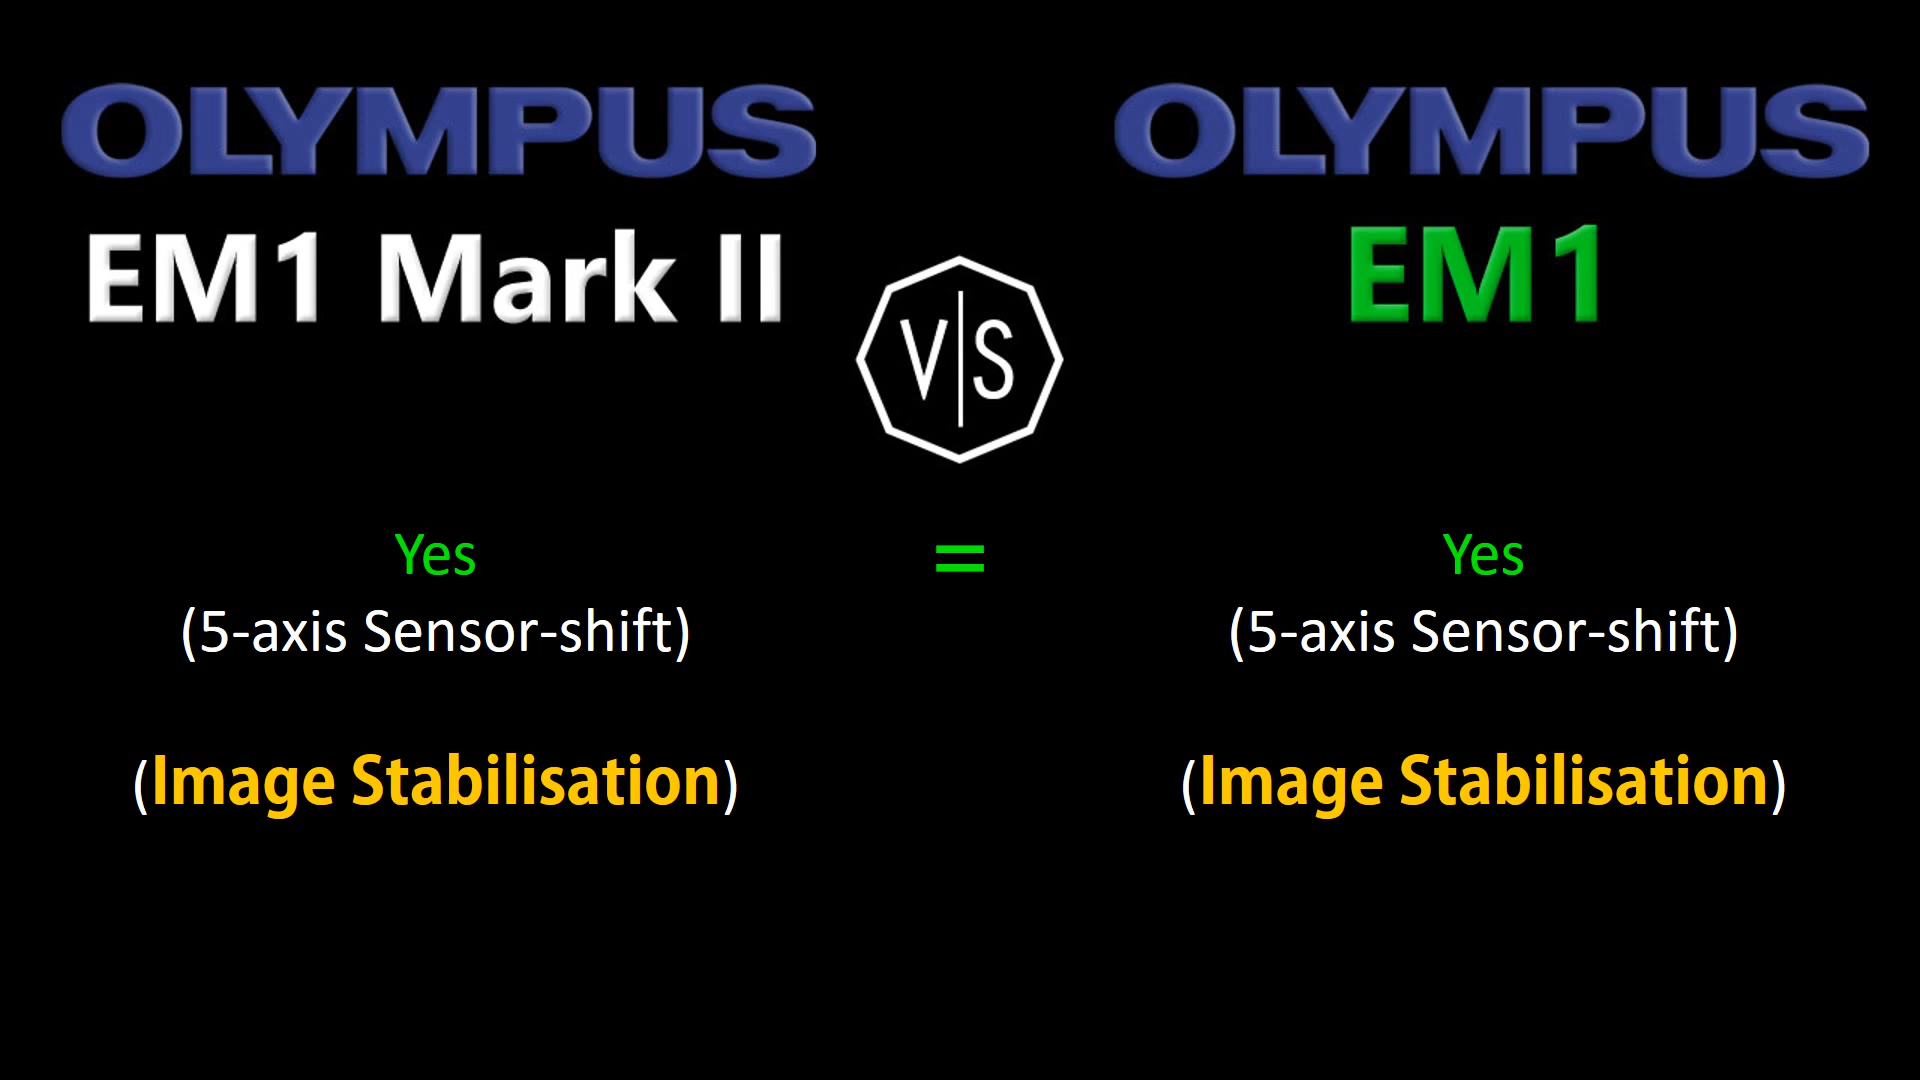 OLYMPUS
EM1 Mark II
V|S
OLYMPUS
EM1
Yes
=
Yes
(5-axis Sensor-shift)
(5-axis Sensor-shift)
(Image Stabilisation)
(Image Stabilisation)